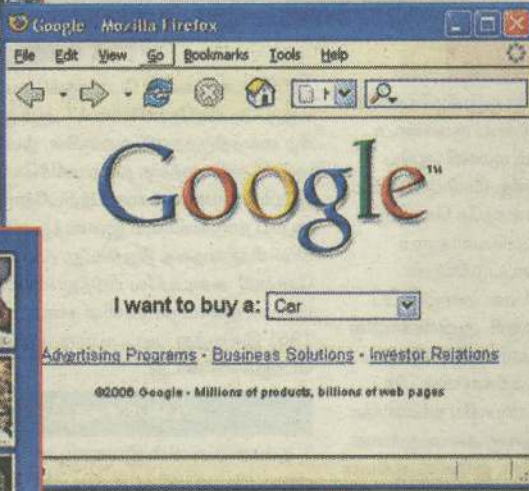 Google - Mozilla Firefox
File Edit View Go Bookmarks Tools Help
Google™
I want to buy a: Car
Advertising Programs - Business Solutions - Investor Relations
©2006 Google - Millions of products, billions of web pages